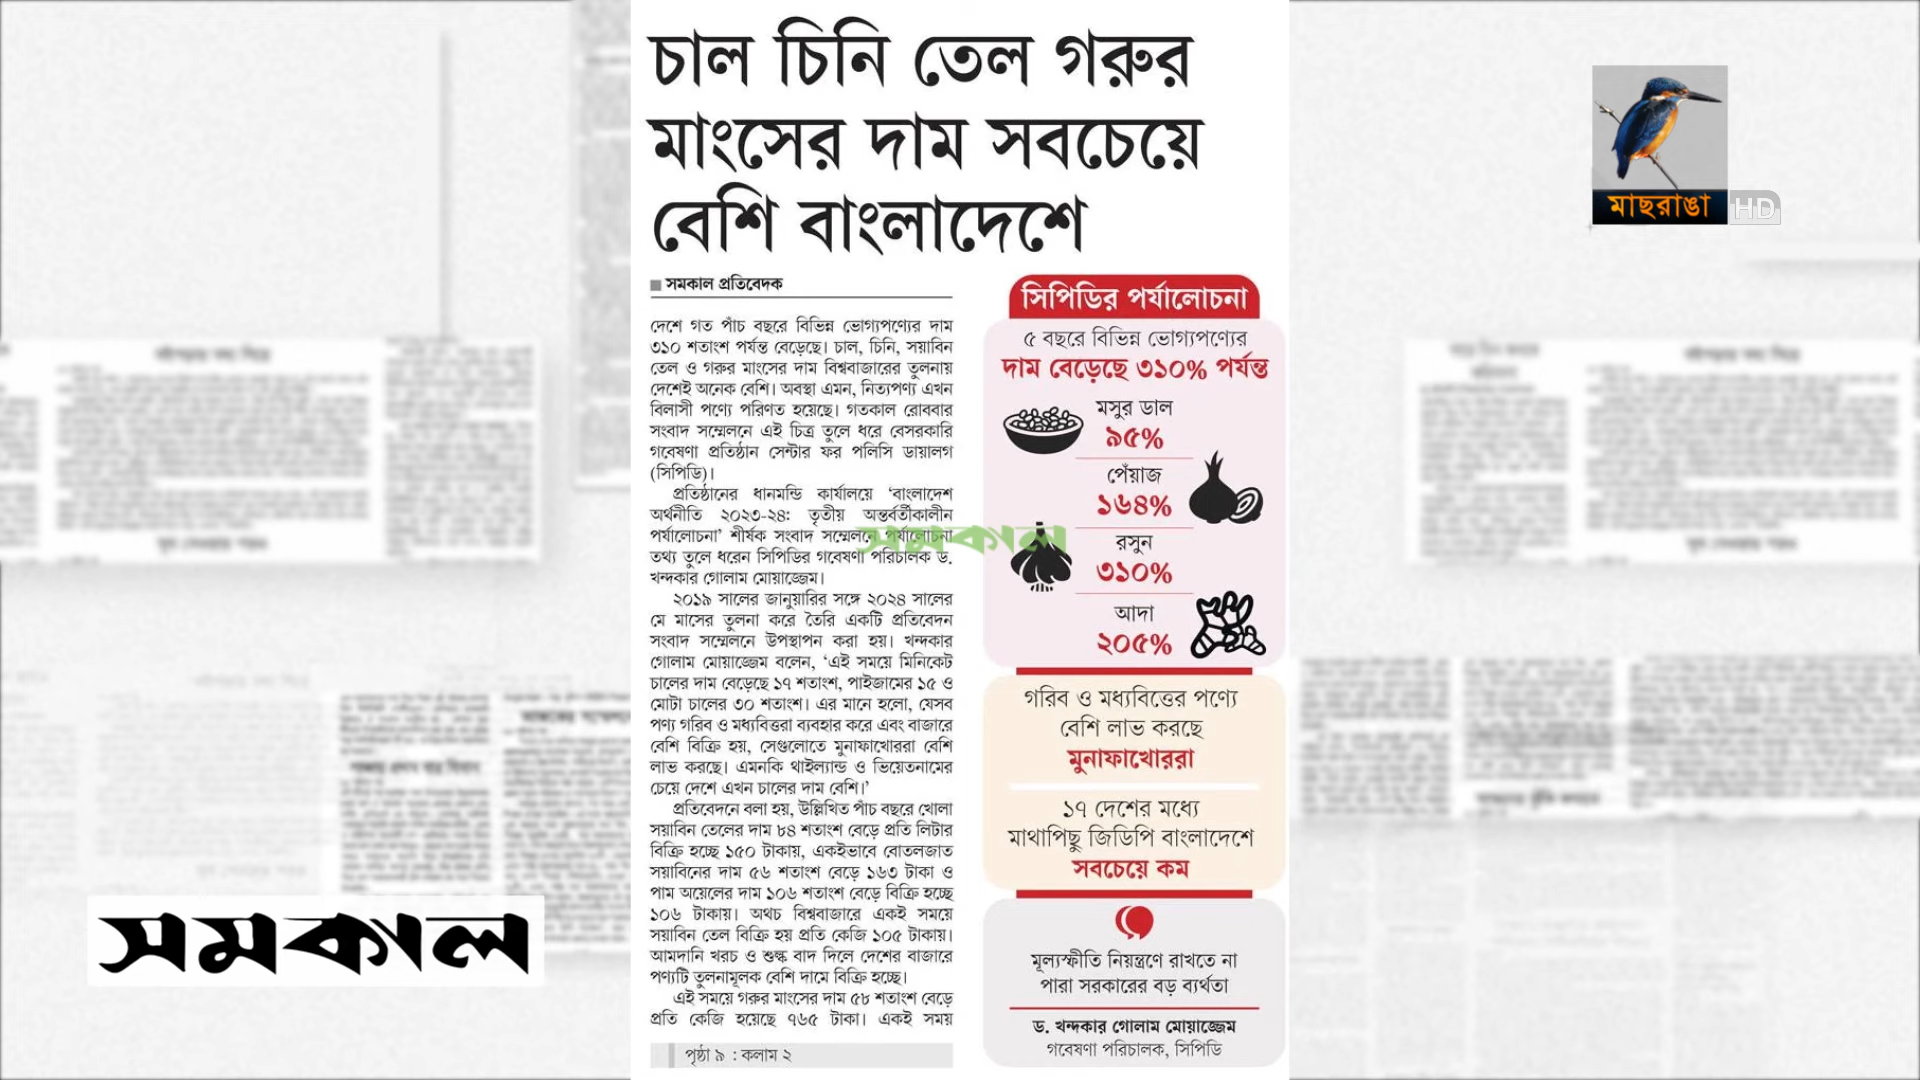 চাল চিনি তেল গরুর
মাংসের দাম সবচেয়ে
বেশি বাংলাদেশে
সমকাল প্রতিবেদক
দেশে গত পাঁচ বছরে বিভিন্ন ভোগ্যপণ্যের দাম
৩১০ শতাংশ পর্যন্ত বেড়েছে। চাল, চিনি, সয়াবিন
তেল ও গরুর মাংসের দাম বিশ্ববাজারের তুলনায়
দেশেই অনেক বেশি। অবস্থা এমন, নিত্যপণ্য এখন
বিলাসী পণ্যে পরিণত হয়েছে। গতকাল রোববার
সংবাদ সম্মেলনে এই চিত্র তুলে ধরে বেসরকারি
গবেষণা প্রতিষ্ঠান সেন্টার ফর পলিসি ডায়ালগ
(সিপিডি)।
প্রতিষ্ঠানের ধানমন্ডি কার্যালয়ে ‘বাংলাদেশ
অর্থনীতি ২০২৩-২৪: তৃতীয় অন্তর্বর্তীকালীন
পর্যালোচনা’ শীর্ষক সংবাদ সম্মেলনে পর্যালোচনা
তথ্য তুলে ধরেন সিপিডির গবেষণা পরিচালক ড.
খন্দকার গোলাম মোয়াজ্জেম।
২০১৯ সালের জানুয়ারির সঙ্গে ২০২৪ সালের
মে মাসের তুলনা করে তৈরি একটি প্রতিবেদন
সংবাদ সম্মেলনে উপস্থাপন করা হয়। খন্দকার
গোলাম মোয়াজ্জেম বলেন, ‘এই সময়ে মিনিকেট
চালের দাম বেড়েছে ১৭ শতাংশ, পাইজামের ১৫ ও
মোটা চালের ৩০ শতাংশ। এর মানে হলো, যেসব
পণ্য গরিব ও মধ্যবিত্তরা ব্যবহার করে এবং বাজারে
বেশি বিক্রি হয়, সেগুলোতে মুনাফাখোররা বেশি
লাভ করছে। এমনকি থাইল্যান্ড ও ভিয়েতনামের
চেয়ে দেশে এখন চালের দাম বেশি।’
প্রতিবেদনে বলা হয়, উল্লিখিত পাঁচ বছরে খোলা
সয়াবিন তেলের দাম ৮৪ শতাংশ বেড়ে প্রতি লিটার
বিক্রি হচ্ছে ১৫০ টাকায়, একইভাবে বোতলজাত
সয়াবিনের দাম ৫৬ শতাংশ বেড়ে ১৬৩ টাকা ও
পাম অয়েলের দাম ১০৬ শতাংশ বেড়ে বিক্রি হচ্ছে
১০৬ টাকায়। অথচ বিশ্ববাজারে একই সময়ে
সয়াবিন তেল বিক্রি হয় প্রতি কেজি ১০৫ টাকায়।
আমদানি খরচ ও শুল্ক বাদ দিলে দেশের বাজারে
পণ্যটি তুলনামূলক বেশি দামে বিক্রি হচ্ছে।
এই সময়ে গরুর মাংসের দাম ৫৮ শতাংশ বেড়ে
প্রতি কেজি হয়েছে ৭৬৫ টাকা। একই সময়
পৃষ্ঠা ৯ : কলাম ২
সিপিডির পর্যালোচনা
৫ বছরে বিভিন্ন ভোগ্যপণ্যের
দাম বেড়েছে ৩১০% পর্যন্ত
মসুর ডাল
৯৫%
পেঁয়াজ
১৬৪%
রসুন
৩১০%
আদা
২০৫%
গরিব ও মধ্যবিত্তের পণ্যে
বেশি লাভ করছে
মুনাফাখোররা
১৭ দেশের মধ্যে
মাথাপিছু জিডিপি বাংলাদেশে
সবচেয়ে কম
মূল্যস্ফীতি নিয়ন্ত্রণে রাখতে না
পারা সরকারের বড় ব্যর্থতা
ড. খন্দকার গোলাম মোয়াজ্জেম
গবেষণা পরিচালক, সিপিডি
সমকাল
সমকাল
মাছরাঙা HD